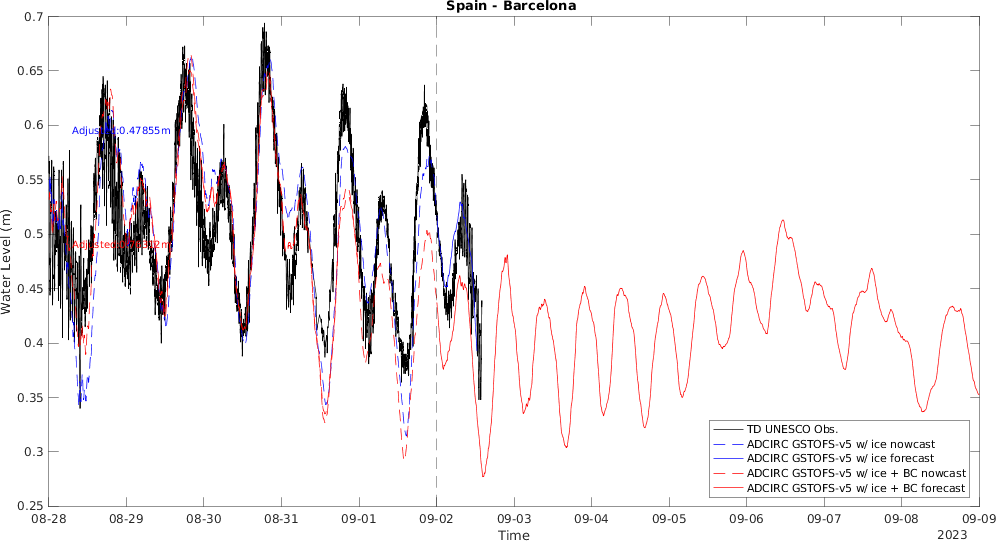 Spain - Barcelona
0.7
0.65
0.6
0.55
0.5
0.45
0.4
0.35
0.3
0.25
Water Level (m)
Adjusted:0.47855m
08-28
08-29
08-30
08-31
09-01
09-02
09-03
09-04
09-05
09-06
09-07
09-08
09-09
Time
2023
TD UNESCO Obs.
ADCIRC GSTOFS-v5 w/ ice nowcast
ADCIRC GSTOFS-v5 w/ ice forecast
ADCIRC GSTOFS-v5 w/ ice + BC nowcast
ADCIRC GSTOFS-v5 w/ ice + BC forecast